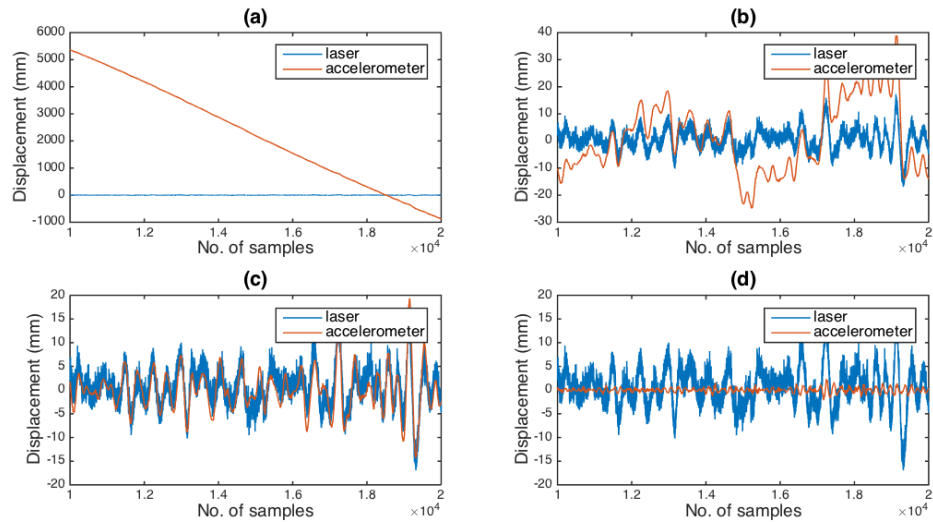 (a)
6000
5000
4000
3000
2000
1000
0
-1000
Displacement (mm)
laser
accelerometer
1 1.2 1.4 1.6 1.8 2
No. of samples
×10⁴
(b)
40
30
20
10
0
-10
-20
-30
Displacement (mm)
laser
accelerometer
1 1.2 1.4 1.6 1.8 2
No. of samples
×10⁴
(c)
20
15
10
5
0
-5
-10
-15
-20
Displacement (mm)
laser
accelerometer
1 1.2 1.4 1.6 1.8 2
No. of samples
×10⁴
(d)
20
15
10
5
0
-5
-10
-15
-20
Displacement (mm)
laser
accelerometer
1 1.2 1.4 1.6 1.8 2
No. of samples
×10⁴